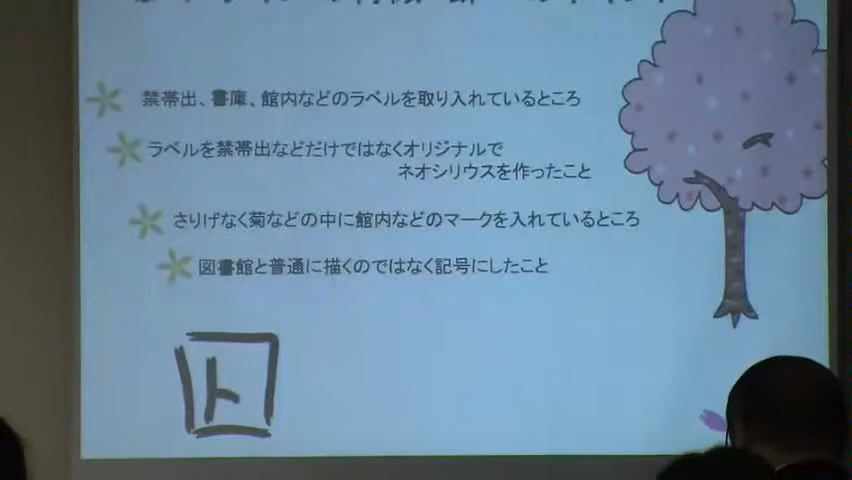 禁帯出、書庫、館内などのラベルを取り入れているところ
ラベルを禁帯出などだけではなくオリジナルで
ネオシリウスを作ったこと
さりげなく菊などの中に館内などのマークを入れているところ
図書館と普通に描くのではなく記号にしたこと
ト